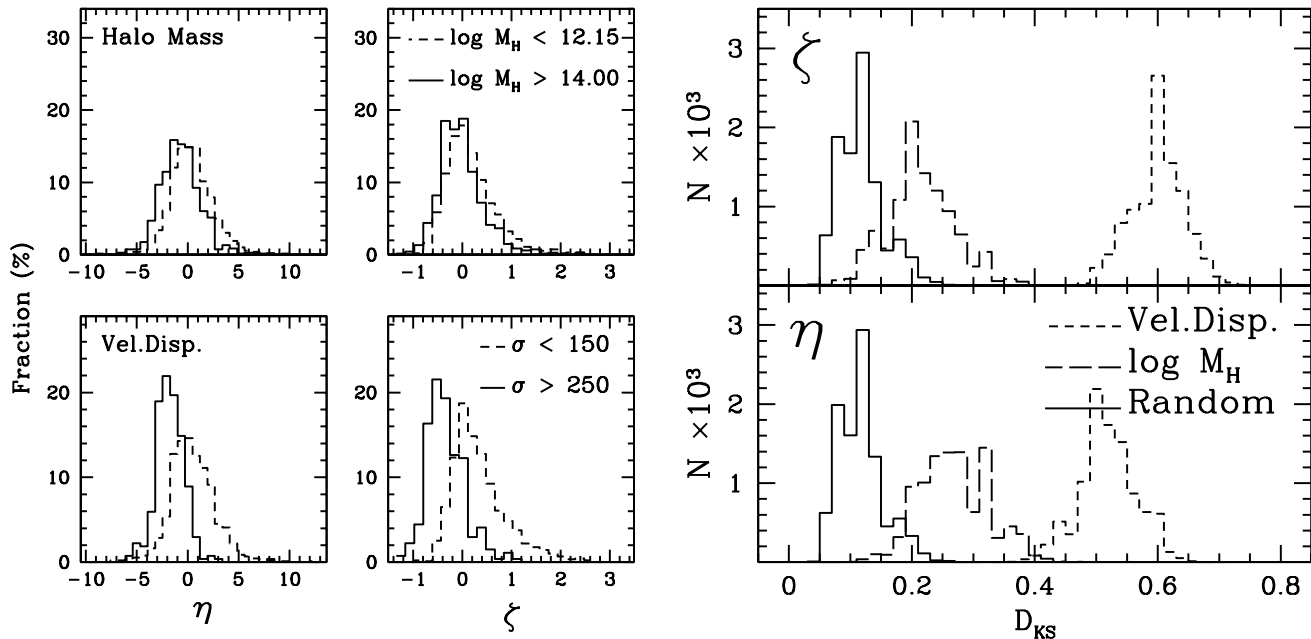 Halo Mass
log M_H < 12.15
log M_H > 14.00
30
20
10
0
30
20
10
0
-10 -5 0 5 10
-1 0 1 2 3
Fraction (%)
Vel.Disp.
σ < 150
σ > 250
20
10
0
20
10
0
-10 -5 0 5 10
-1 0 1 2 3
η
ζ
ζ
N ×10³
3
2
1
η
Vel.Disp.
log M_H
Random
N ×10³
3
2
1
0 0.2 0.4 0.6 0.8
D_KS